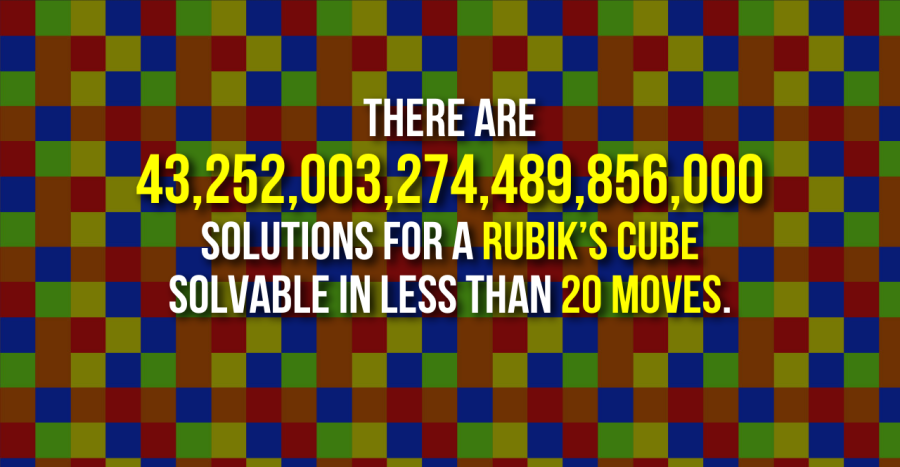 THERE ARE
43,252,003,274,489,856,000
SOLUTIONS FOR A RUBIK’S CUBE
SOLVABLE IN LESS THAN 20 MOVES.